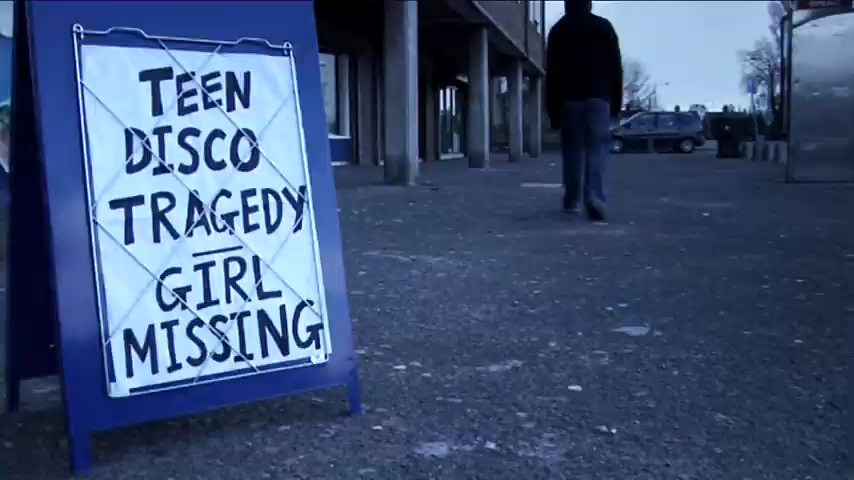 TEEN
DISCO
TRAGEDY
GIRL
MISSING